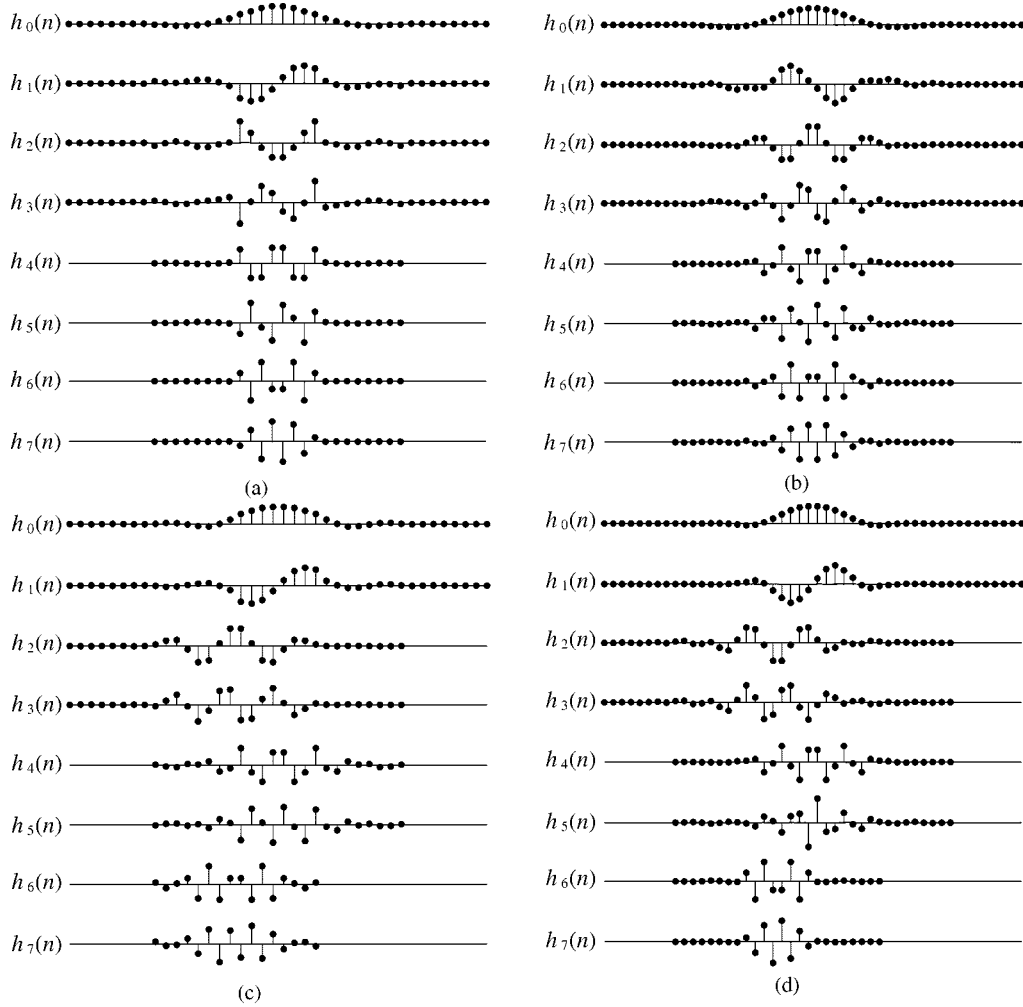 h₀(n)
h₁(n)
h₂(n)
h₃(n)
h₄(n)
h₅(n)
h₆(n)
h₇(n)
(a)
h₀(n)
h₁(n)
h₂(n)
h₃(n)
h₄(n)
h₅(n)
h₆(n)
h₇(n)
(b)
h₀(n)
h₁(n)
h₂(n)
h₃(n)
h₄(n)
h₅(n)
h₆(n)
h₇(n)
(c)
h₀(n)
h₁(n)
h₂(n)
h₃(n)
h₄(n)
h₅(n)
h₆(n)
h₇(n)
(d)